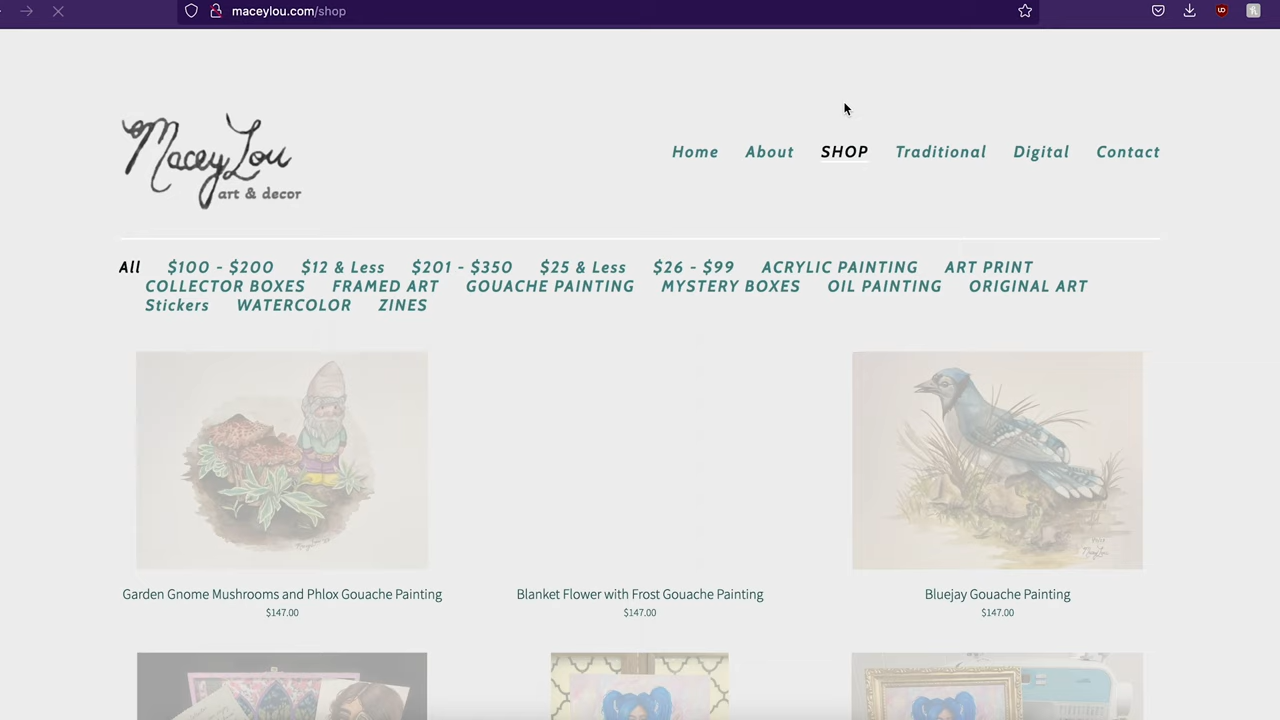 maceylou.com/shop
MaceyLou
art & decor
Home About SHOP Traditional Digital Contact
All $100 - $200 $12 & Less $201 - $350 $25 & Less $26 - $99 ACRYLIC PAINTING ART PRINT
COLLECTOR BOXES FRAMED ART GOUACHE PAINTING MYSTERY BOXES OIL PAINTING ORIGINAL ART
Stickers WATERCOLOR ZINES
Garden Gnome Mushrooms and Phlox Gouache Painting
$147.00
Blanket Flower with Frost Gouache Painting
$147.00
Bluejay Gouache Painting
$147.00